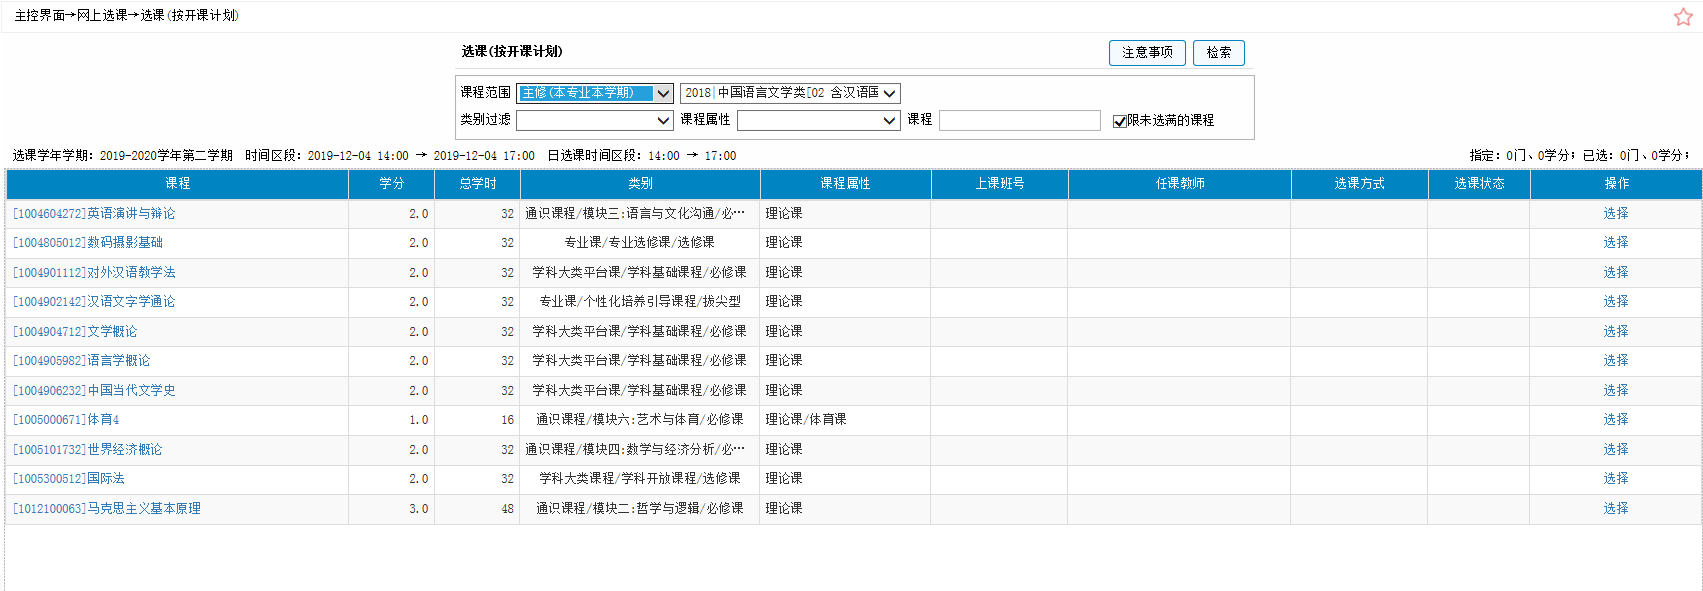 主控界面→网上选课→选课(按开课计划)
选课(按开课计划) 注意事项 检索
课程范围 主修(本专业本学期) 2018|中国语言文学类[02 含汉语国
类别过滤 课程属性 课程 限未选满的课程
选课学年学期：2019-2020学年第二学期 时间区段：2019-12-04 14:00 → 2019-12-04 17:00 日选课时间区段：14:00 → 17:00 指定：0门、0学分；已选：0门、0学分；
课程 学分 总学时 类别 课程属性 上课班号 任课教师 选课方式 选课状态 操作
[1004604272]英语演讲与辩论 2.0 32 通识课程/模块三:语言与文化沟通/必… 理论课 选择
[1004805012]数码摄影基础 2.0 32 专业课/专业选修课/选修课 理论课 选择
[1004901112]对外汉语教学法 2.0 32 学科大类平台课/学科基础课程/必修课 理论课 选择
[1004902142]汉语文字学通论 2.0 32 专业课/个性化培养引导课程/拔尖型 理论课 选择
[1004904712]文学概论 2.0 32 学科大类平台课/学科基础课程/必修课 理论课 选择
[1004905982]语言学概论 2.0 32 学科大类平台课/学科基础课程/必修课 理论课 选择
[1004906232]中国当代文学史 2.0 32 学科大类平台课/学科基础课程/必修课 理论课 选择
[1005000671]体育4 1.0 16 通识课程/模块六:艺术与体育/必修课 理论课/体育课 选择
[1005101732]世界经济概论 2.0 32 通识课程/模块四:数学与经济分析/必… 理论课 选择
[1005300512]国际法 2.0 32 学科大类课程/学科开放课程/选修课 理论课 选择
[1012100063]马克思主义基本原理 3.0 48 通识课程/模块二:哲学与逻辑/必修课 理论课 选择